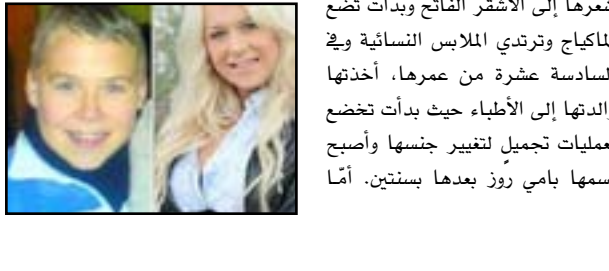 شعرها إلى الأشقر الفاتح وبدأت تضع
الماكياج وترتدي الملابس النسائية وفي
السادسة عشرة من عمرها، أخذتها
والدتها إلى الأطباء حيث بدأت تخضع
لعمليات تجميلٍ لتغيير جنسها وأصبح
اسمها بامي روز بعدها بسنتين. أمّا